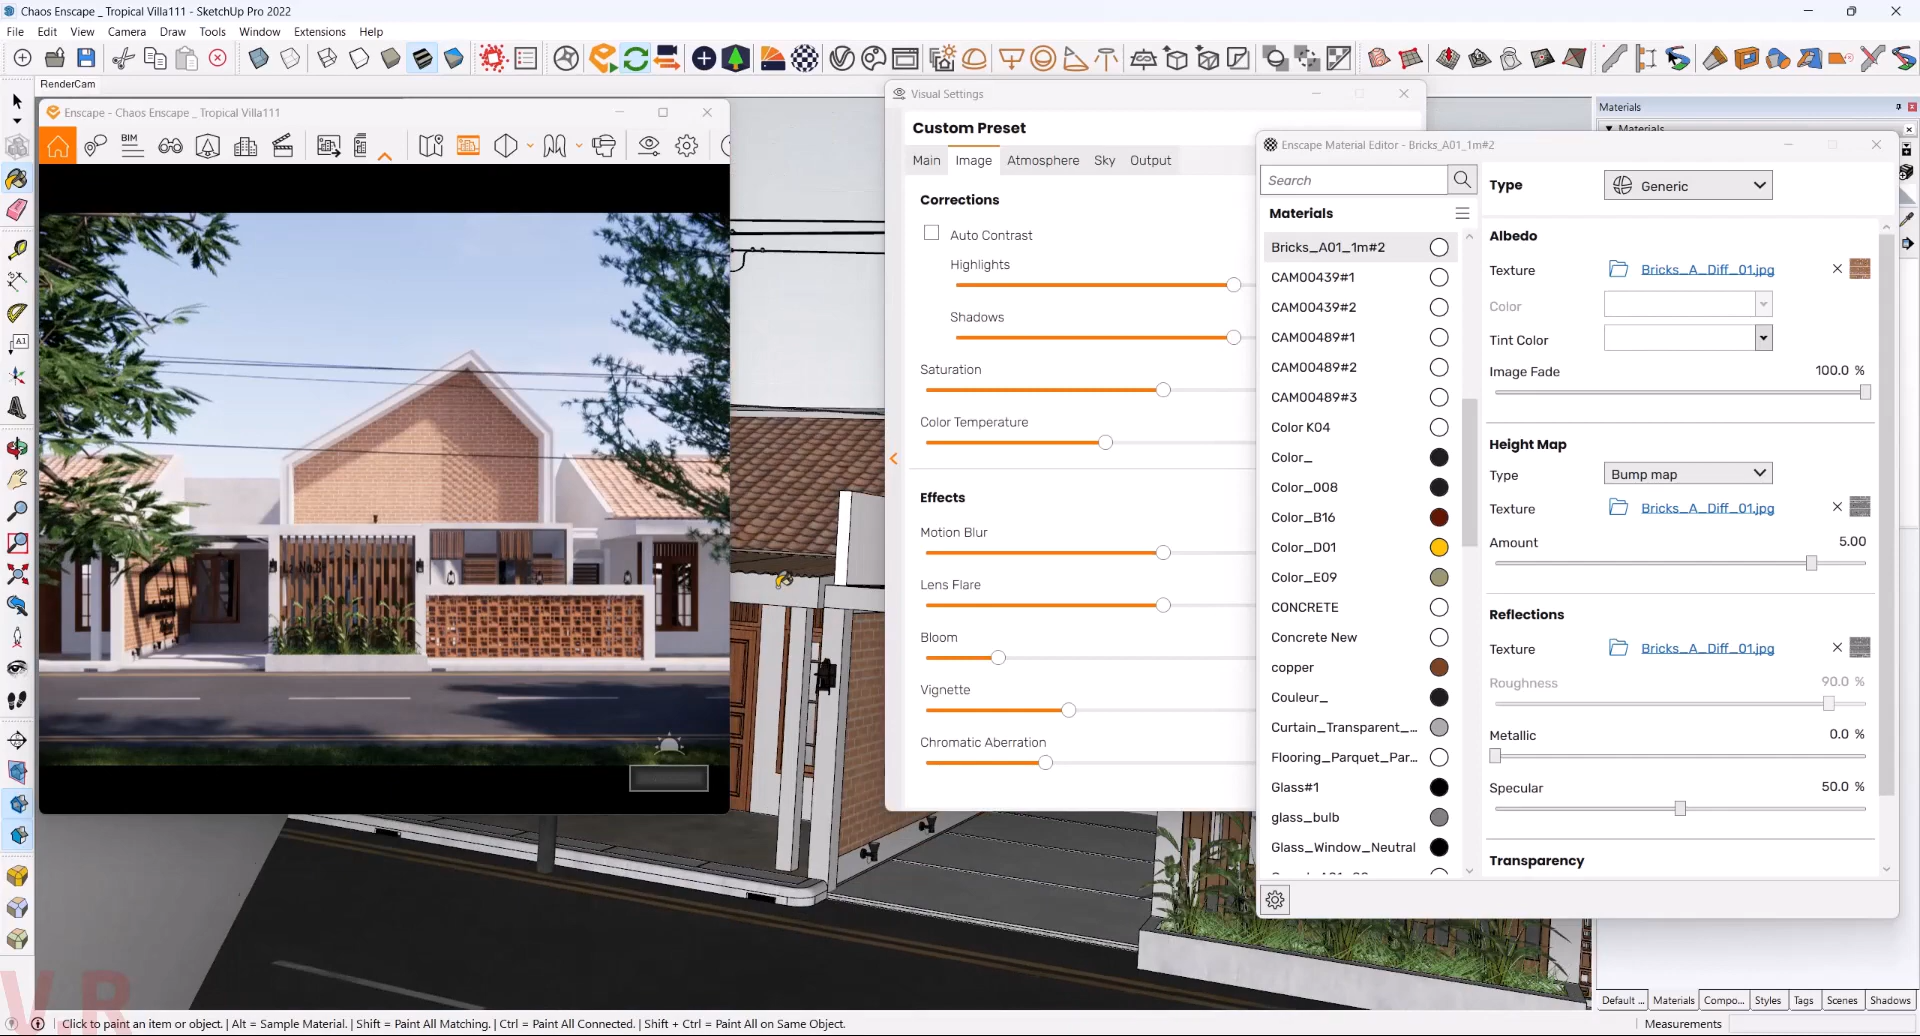 Chaos Enscape _ Tropical Villa111 - SketchUp Pro 2022
File Edit View Camera Draw Tools Window Extensions Help
RenderCam
Enscape - Chaos Enscape _ Tropical Villa111
BIM
Visual Settings
Custom Preset
Main Image Atmosphere Sky Output
Corrections
Auto Contrast
Highlights
Shadows
Saturation
Color Temperature
Effects
Motion Blur
Lens Flare
Bloom
Vignette
Chromatic Aberration
Materials
Materials
Enscape Material Editor - Bricks_A01_1m#2
Search
Materials
Bricks_A01_1m#2
CAM00439#1
CAM00439#2
CAM00489#1
CAM00489#2
CAM00489#3
Color K04
Color_
Color_008
Color_B16
Color_D01
Color_E09
CONCRETE
Concrete New
copper
Couleur_
Curtain_Transparent_...
Flooring_Parquet_Par...
Glass#1
glass_bulb
Glass_Window_Neutral
Type Generic
Albedo
Texture Bricks_A_Diff_01.jpg
Color
Tint Color
Image Fade 100.0 %
Height Map
Type Bump map
Texture Bricks_A_Diff_01.jpg
Amount 5.00
Reflections
Texture Bricks_A_Diff_01.jpg
Roughness 90.0 %
Metallic 0.0 %
Specular 50.0 %
Transparency
Default ... Materials Compo... Styles Tags Scenes Shadows
V.R
Click to paint an item or object. | Alt = Sample Material. | Shift = Paint All Matching. | Ctrl = Paint All Connected. | Shift + Ctrl = Paint All on Same Object.
Measurements